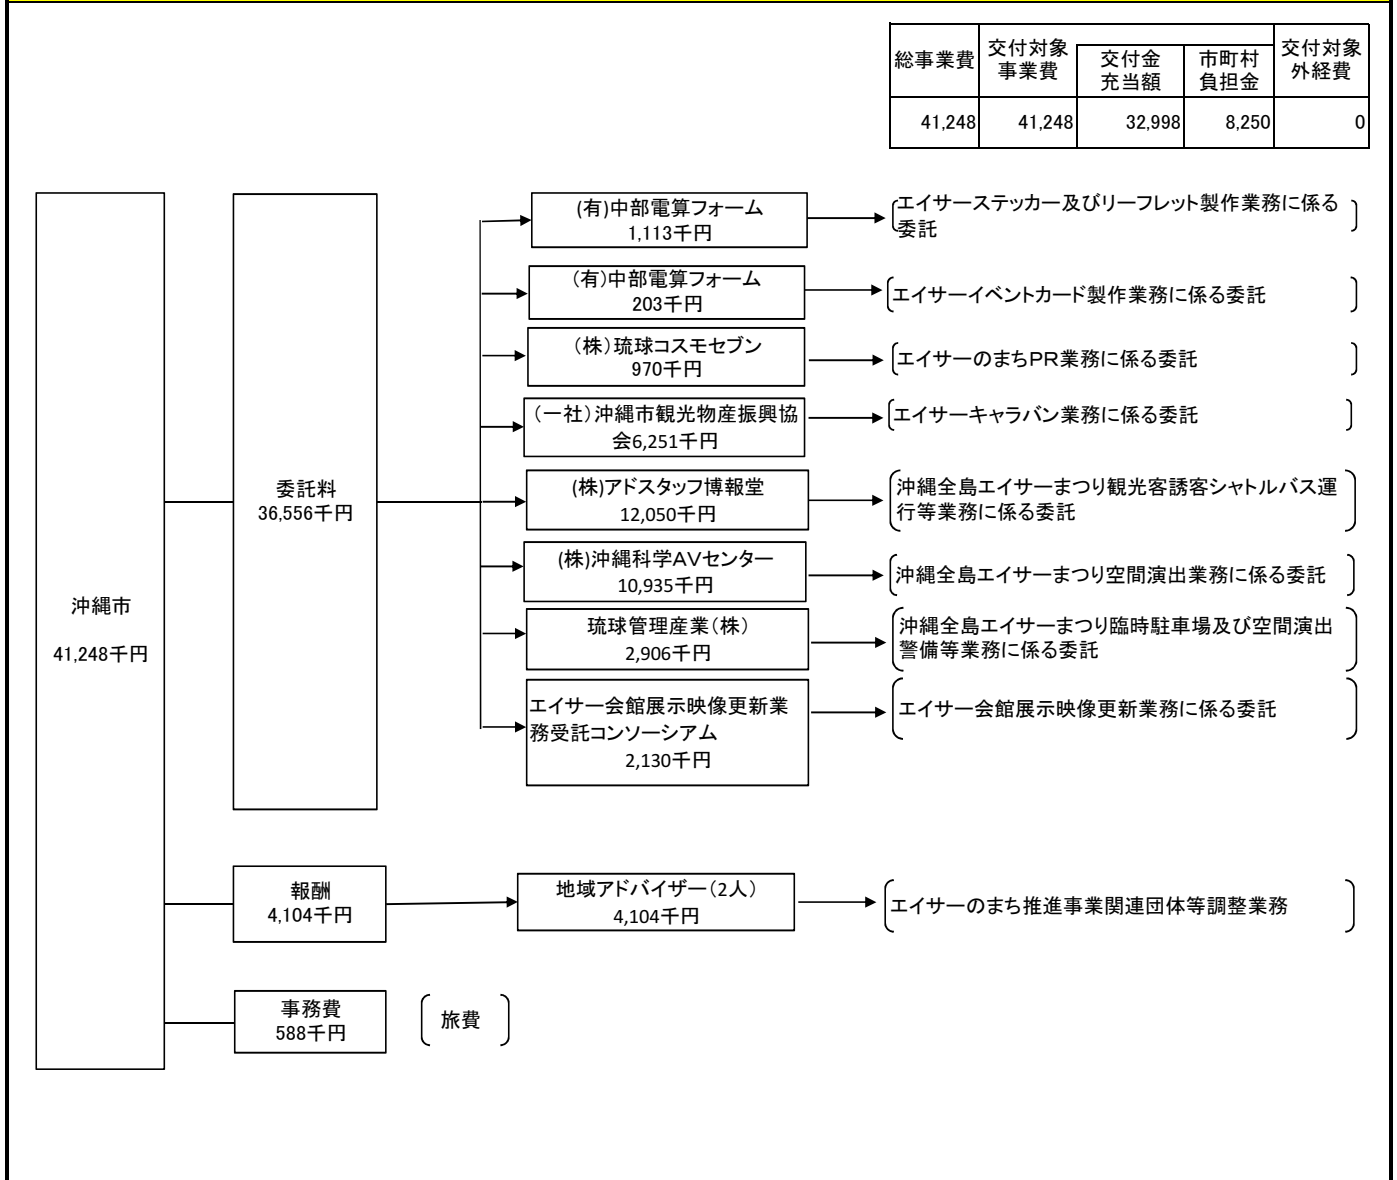 総事業費
交付対象
事業費
交付金
充当額
市町村
負担金
交付対象
外経費
41,248
41,248
32,998
8,250
0
沖縄市
41,248千円
委託料
36,556千円
(有)中部電算フォーム
1,113千円
エイサーステッカー及びリーフレット製作業務に係る
委託
(有)中部電算フォーム
203千円
エイサーイベントカード製作業務に係る委託
(株)琉球コスモセブン
970千円
エイサーのまちPR業務に係る委託
(一社)沖縄市観光物産振興協
会6,251千円
エイサーキャラバン業務に係る委託
(株)アドスタッフ博報堂
12,050千円
沖縄全島エイサーまつり観光客誘客シャトルバス運
行等業務に係る委託
(株)沖縄科学AVセンター
10,935千円
沖縄全島エイサーまつり空間演出業務に係る委託
琉球管理産業(株)
2,906千円
沖縄全島エイサーまつり臨時駐車場及び空間演出
警備等業務に係る委託
エイサー会館展示映像更新業
務受託コンソーシアム
2,130千円
エイサー会館展示映像更新業務に係る委託
報酬
4,104千円
地域アドバイザー(2人)
4,104千円
エイサーのまち推進事業関連団体等調整業務
事務費
588千円
旅費